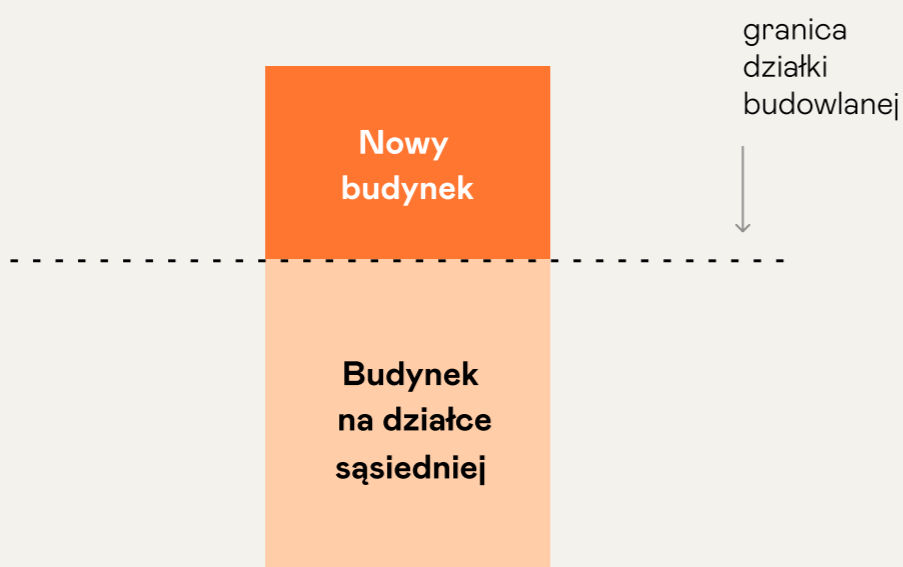 granica
działki
budowlanej
Nowy
budynek
Budynek
na działce
sąsiedniej